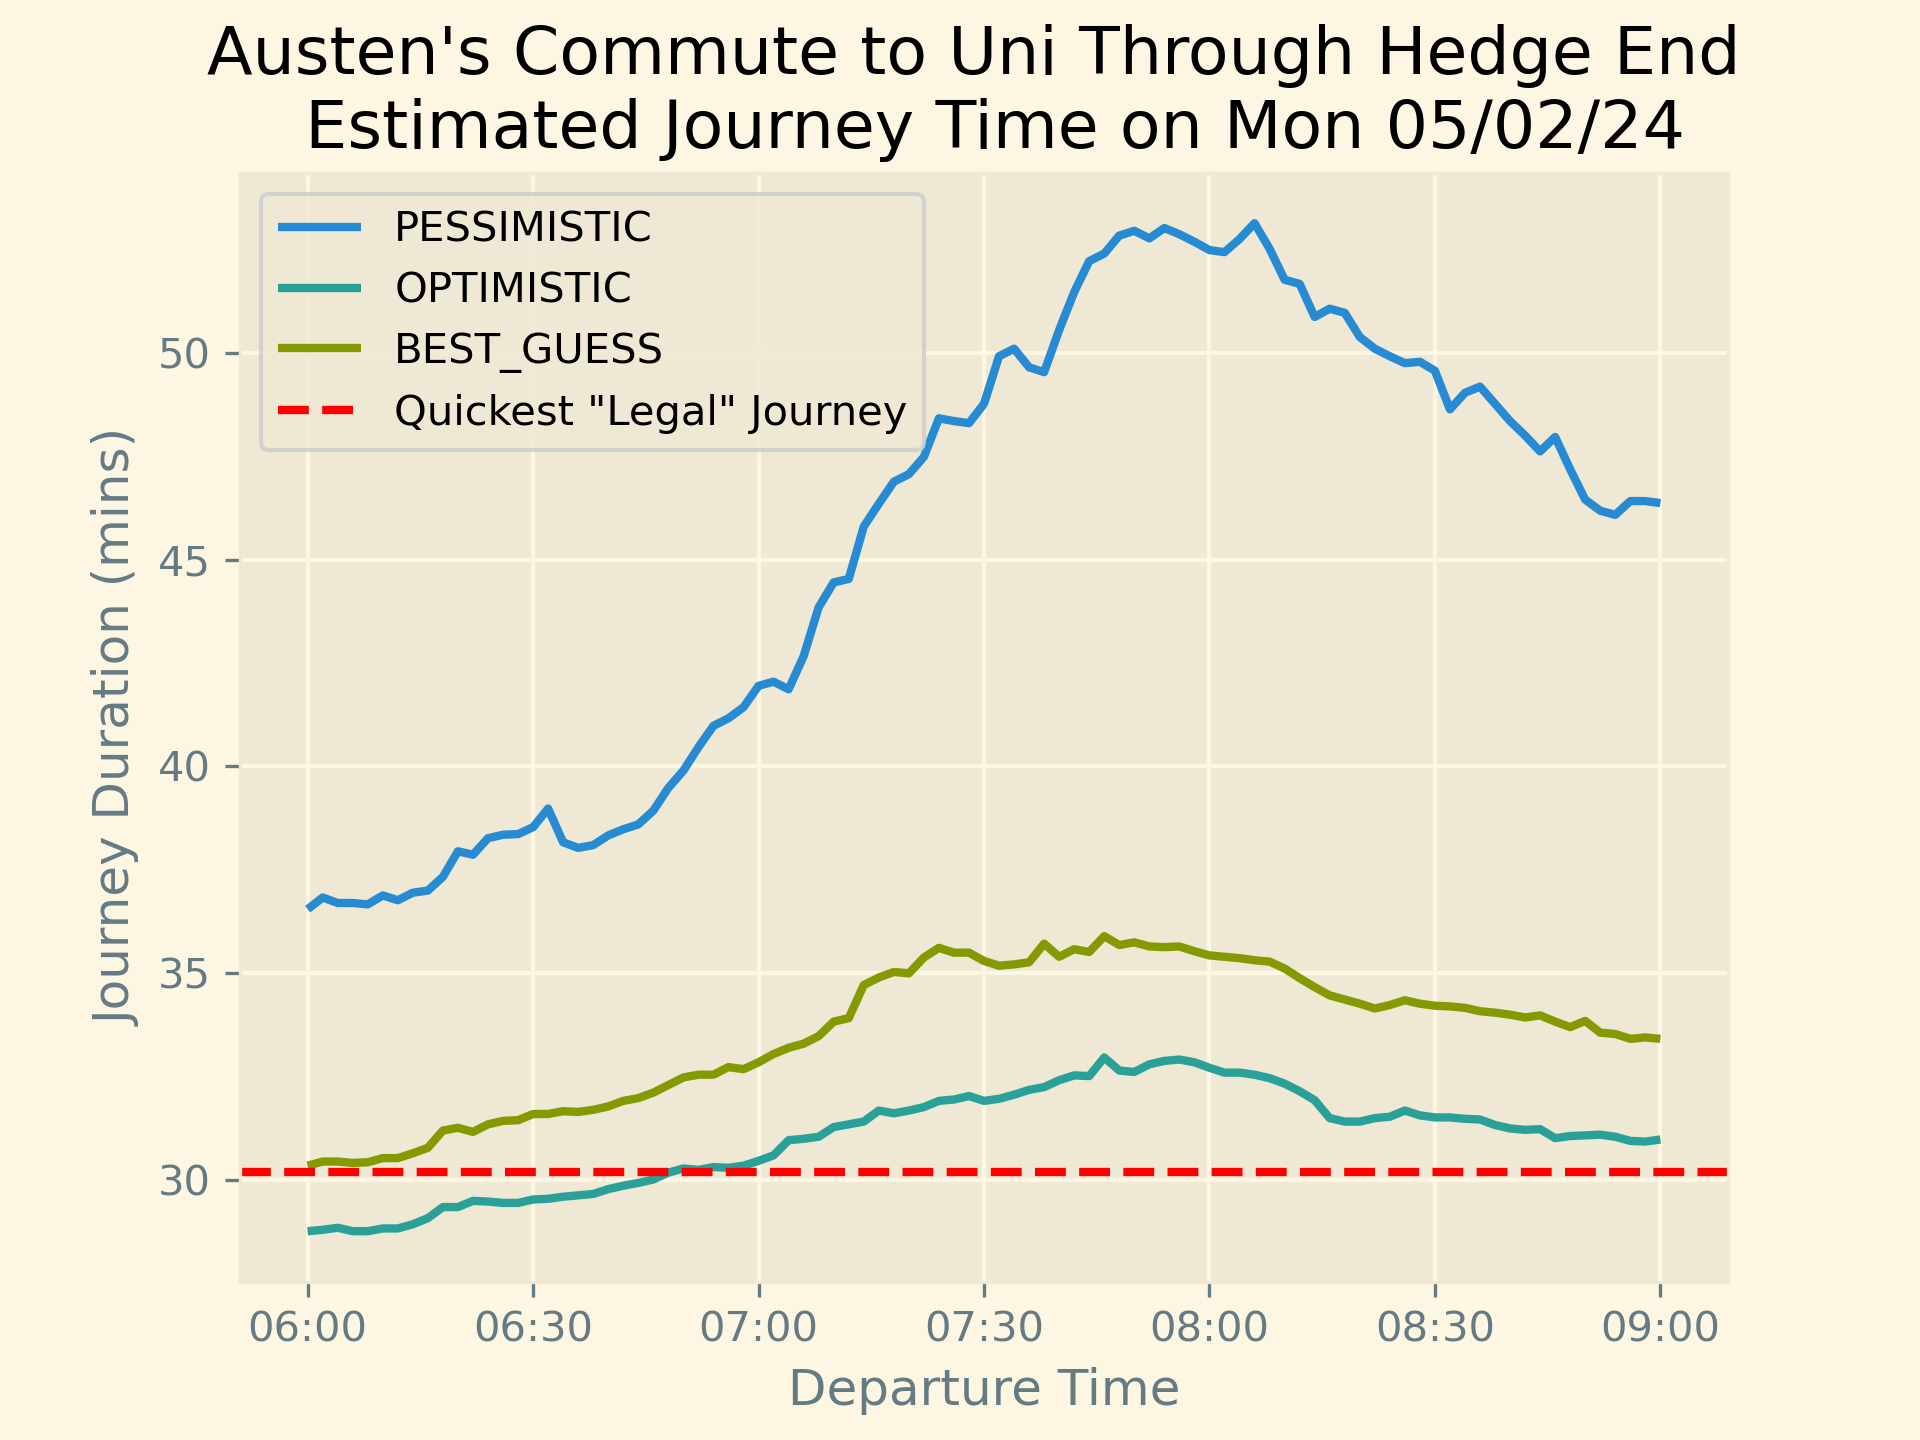 Austen's Commute to Uni Through Hedge End
Estimated Journey Time on Mon 05/02/24
PESSIMISTIC
OPTIMISTIC
BEST_GUESS
Quickest "Legal" Journey
Journey Duration (mins)
50
45
40
35
30
06:00 06:30 07:00 07:30 08:00 08:30 09:00
Departure Time